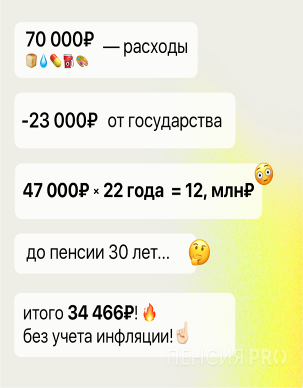 70 000₽ — расходы
-23 000₽ от государства
47 000₽ × 22 года = 12, млн₽
до пенсии 30 лет...
итого 34 466₽!
без учета инфляции!
ПЕНСИЯ PRO